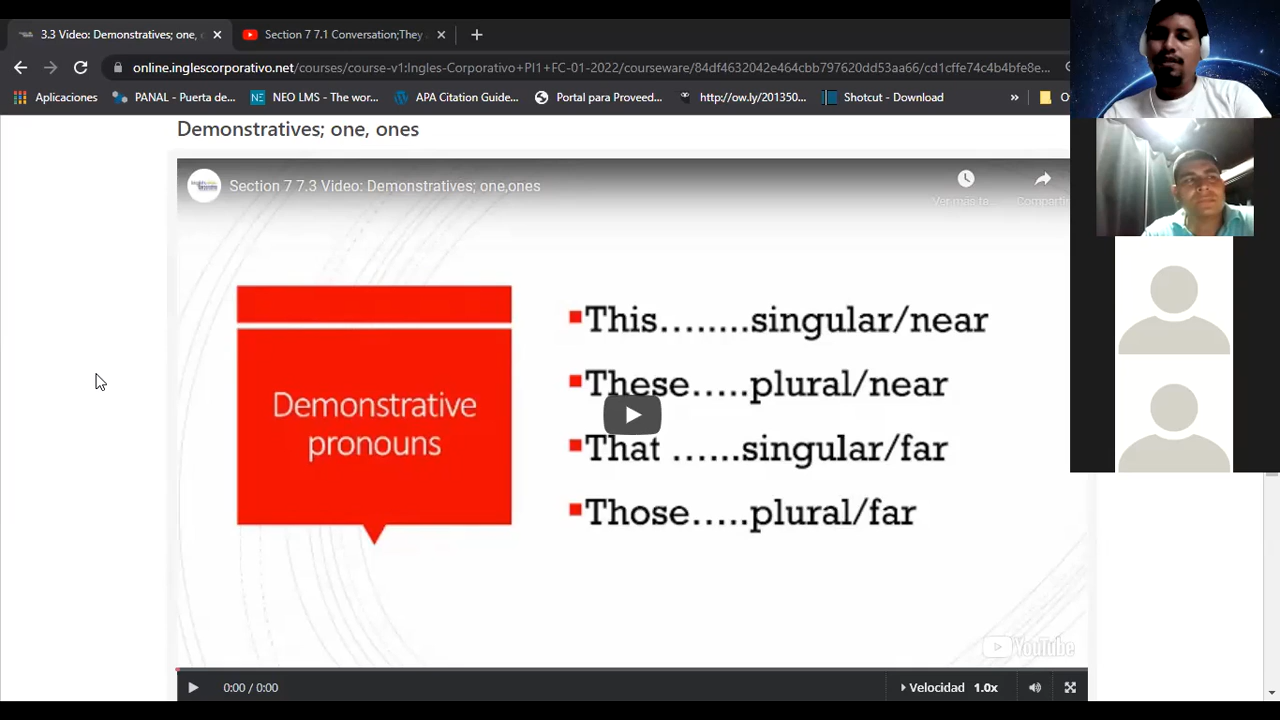 3.3 Video: Demonstratives; one,
Section 7 7.1 Conversation;They
online.inglescorporativo.net/courses/course-v1:Ingles-Corporativo+PI1+FC-01-2022/courseware/84df4632042e464cbb797620dd53aa66/cd1cffe74c4b4bfe8e...
Aplicaciones
PANAL - Puerta de...
NEO LMS - The wor...
APA Citation Guide...
Portal para Proveed...
http://ow.ly/201350...
Shotcut - Download
»
Demonstratives; one, ones
Section 7 7.3 Video: Demonstratives; one,ones
Ver más ta...
Compartir
Demonstrative
pronouns
This........singular/near
These.....plural/near
That ......singular/far
Those.....plural/far
YouTube
0:00 / 0:00
Velocidad 1.0x